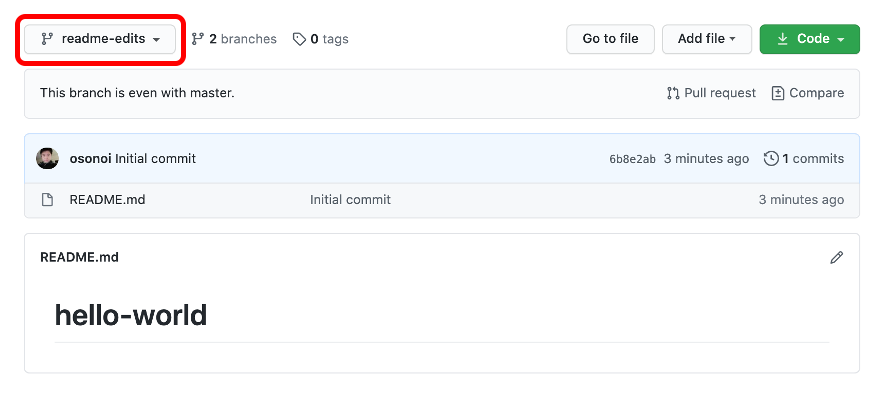 readme-edits 2 branches 0 tags Go to file Add file Code
This branch is even with master. Pull request Compare
osonoi Initial commit 6b8e2ab 3 minutes ago 1 commits
README.md Initial commit 3 minutes ago
README.md
hello-world